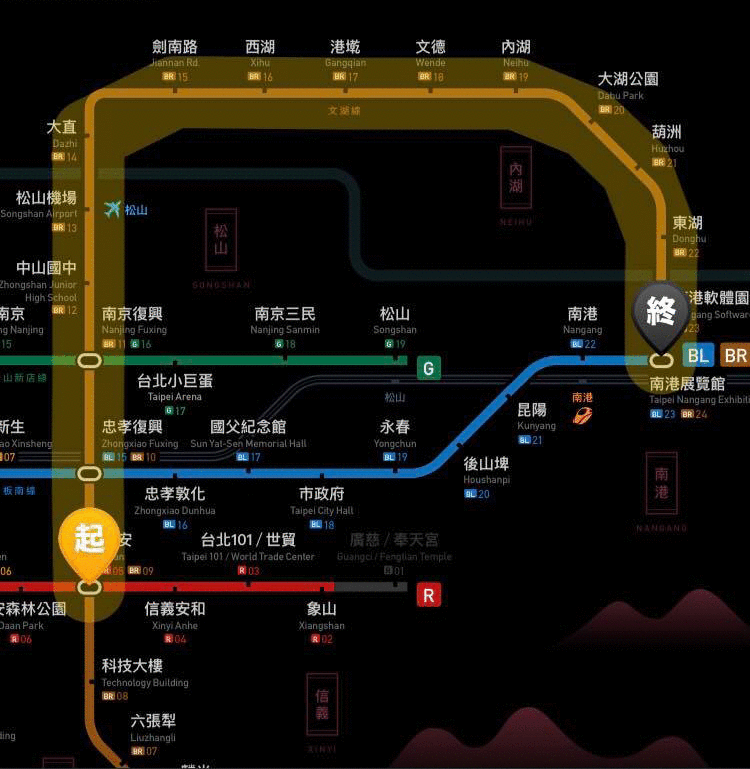 劍南路
Jiannan Rd.
BR 15
西湖
Xihu
BR 16
港墘
Gangqian
BR 17
文德
Wende
BR 18
內湖
Neihu
BR 19
大湖公園
Dahu Park
BR 20
文湖線
葫洲
Huzhou
BR 21
大直
Dazhi
BR 14
內湖
NEIHU
松山機場
Songshan Airport
BR 13
松山
松山
SONGSHAN
東湖
Donghu
BR 22
中山國中
Zhongshan Junior
High School
BR 12
終
港軟體園
gang Software
23
南京
ng Nanjing
15
南京復興
Nanjing Fuxing
BR 11 G 16
南京三民
Nanjing Sanmin
G 18
松山
Songshan
G 19
南港
Nangang
BL 22
BL BR
G
山新店線
台北小巨蛋
Taipei Arena
G 17
松山
南港
南港展覽館
Taipei Nangang Exhibiti
BL 23 BR 24
昆陽
Kunyang
BL 21
新生
ao Xinsheng
07
忠孝復興
Zhongxiao Fuxing
BL 15 BR 10
國父紀念館
Sun Yat-Sen Memorial Hall
BL 17
永春
Yongchun
BL 19
後山埤
Houshanpi
BL 20
板南線
忠孝敦化
Zhongxiao Dunhua
BL 16
市政府
Taipei City Hall
BL 18
南港
NANGANG
起
安
an
R 05 BR 09
en
06
台北101 / 世貿
Taipei 101 / World Trade Center
R 03
廣慈 / 奉天宮
Guangci / Fengtian Temple
R 01
R
安森林公園
Daan Park
R 06
信義安和
Xinyi Anhe
R 04
象山
Xiangshan
R 02
科技大樓
Technology Building
BR 08
信義
XINYI
六張犁
Liuzhangli
BR 07
ding